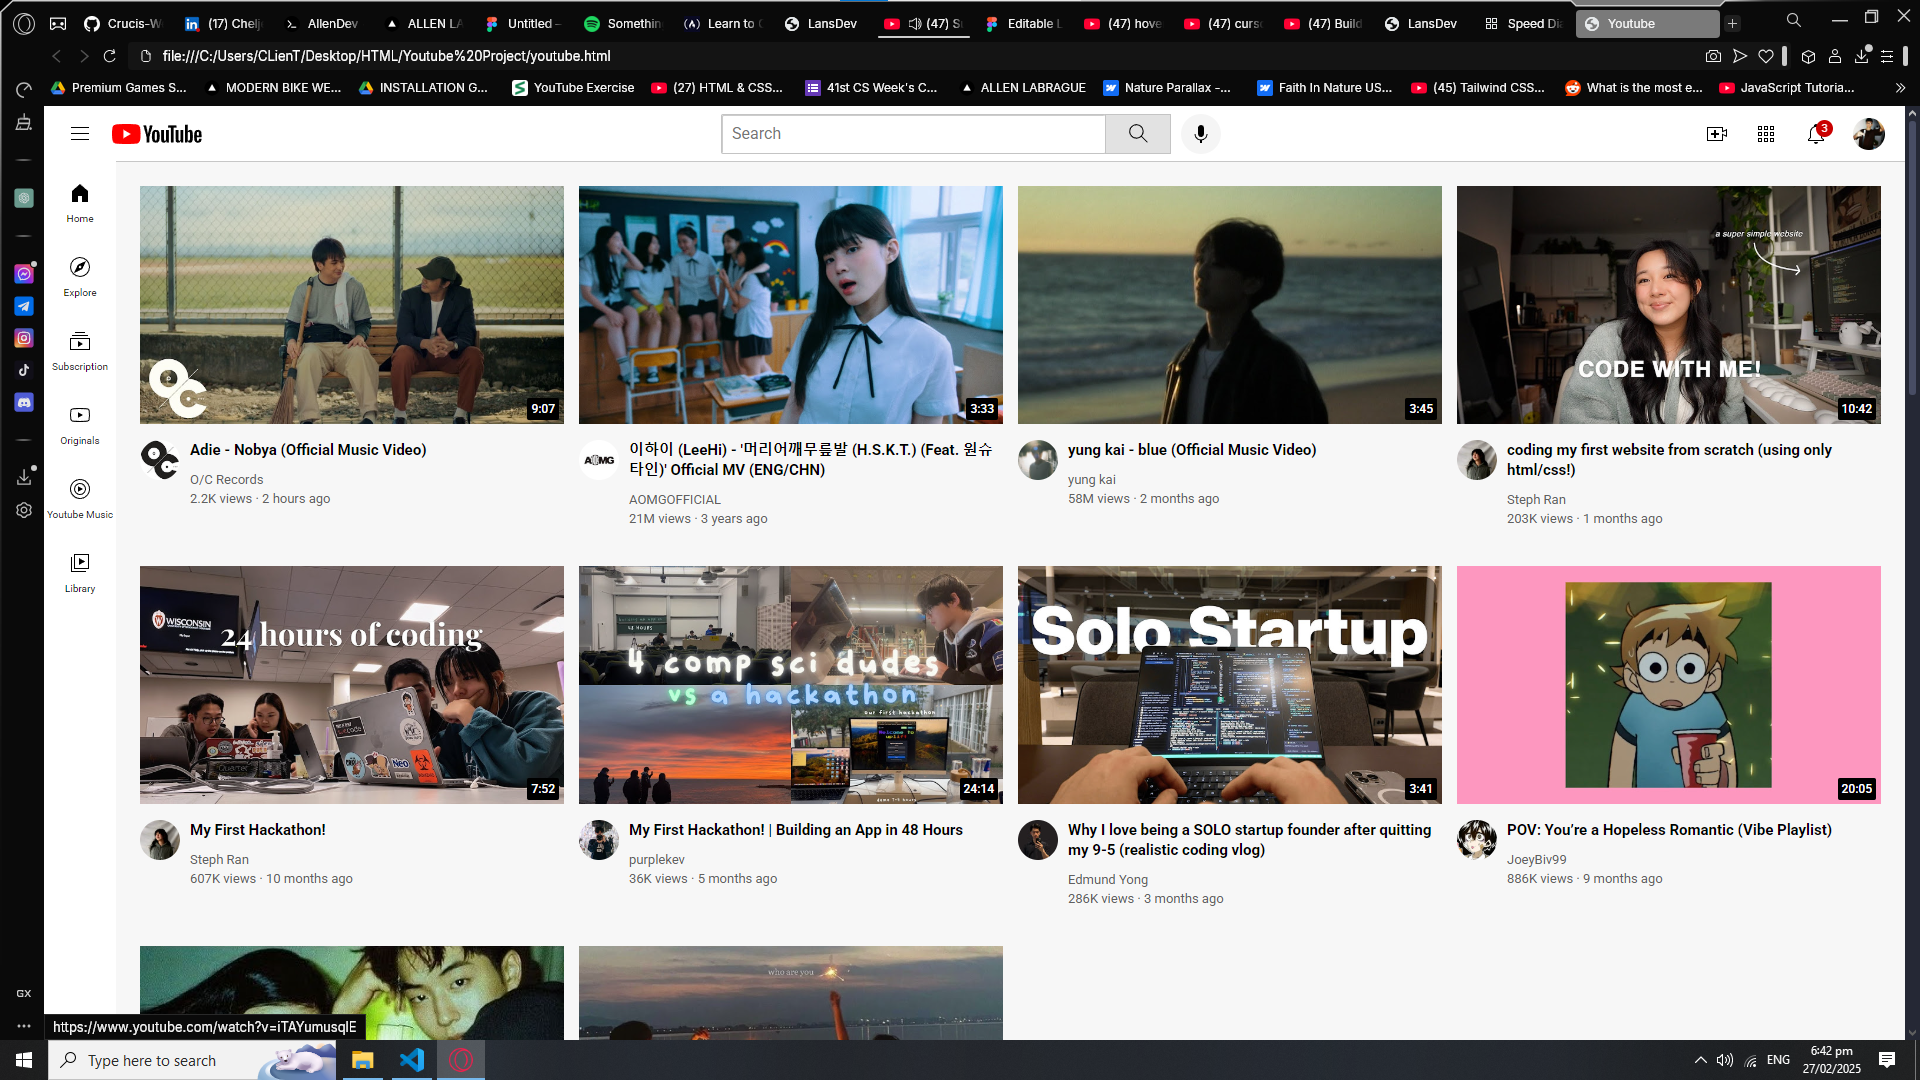 Crucis-W
(17) Chelj
AllenDev
ALLEN LA
Untitled –
Somethin
Learn to C
LansDev
(47) S
Editable L
(47) hove
(47) curso
(47) Build
LansDev
Speed Dia
Youtube
file:///C:/Users/CLienT/Desktop/HTML/Youtube%20Project/youtube.html
Premium Games S...
MODERN BIKE WE...
INSTALLATION G...
YouTube Exercise
(27) HTML & CSS...
41st CS Week's C...
ALLEN LABRAGUE
Nature Parallax -...
Faith In Nature US...
(45) Tailwind CSS...
What is the most e...
JavaScript Tutoria...
YouTube
Search
3
Home
Explore
Subscription
Originals
Youtube Music
Library
GX
O/C
9:07
Adie - Nobya (Official Music Video)
O/C Records
2.2K views · 2 hours ago
3:33
AOMG
이하이 (LeeHi) - '머리어깨무릎발 (H.S.K.T.) (Feat. 원슈
타인)' Official MV (ENG/CHN)
AOMGOFFICIAL
21M views · 3 years ago
3:45
yung kai - blue (Official Music Video)
yung kai
58M views · 2 months ago
a super simple website
CODE WITH ME!
10:42
coding my first website from scratch (using only
html/css!)
Steph Ran
203K views · 1 months ago
WISCONSIN
24 hours of coding
Neo
7:52
My First Hackathon!
Steph Ran
607K views · 10 months ago
4 comp sci dudes
vs a hackathon
our first hackathon
24:14
My First Hackathon! | Building an App in 48 Hours
purplekev
36K views · 5 months ago
Solo Startup
3:41
Why I love being a SOLO startup founder after quitting
my 9-5 (realistic coding vlog)
Edmund Yong
286K views · 3 months ago
20:05
POV: You’re a Hopeless Romantic (Vibe Playlist)
JoeyBiv99
886K views · 9 months ago
who are you
https://www.youtube.com/watch?v=iTAYumusqlE
Type here to search
ENG
6:42 pm
27/02/2025